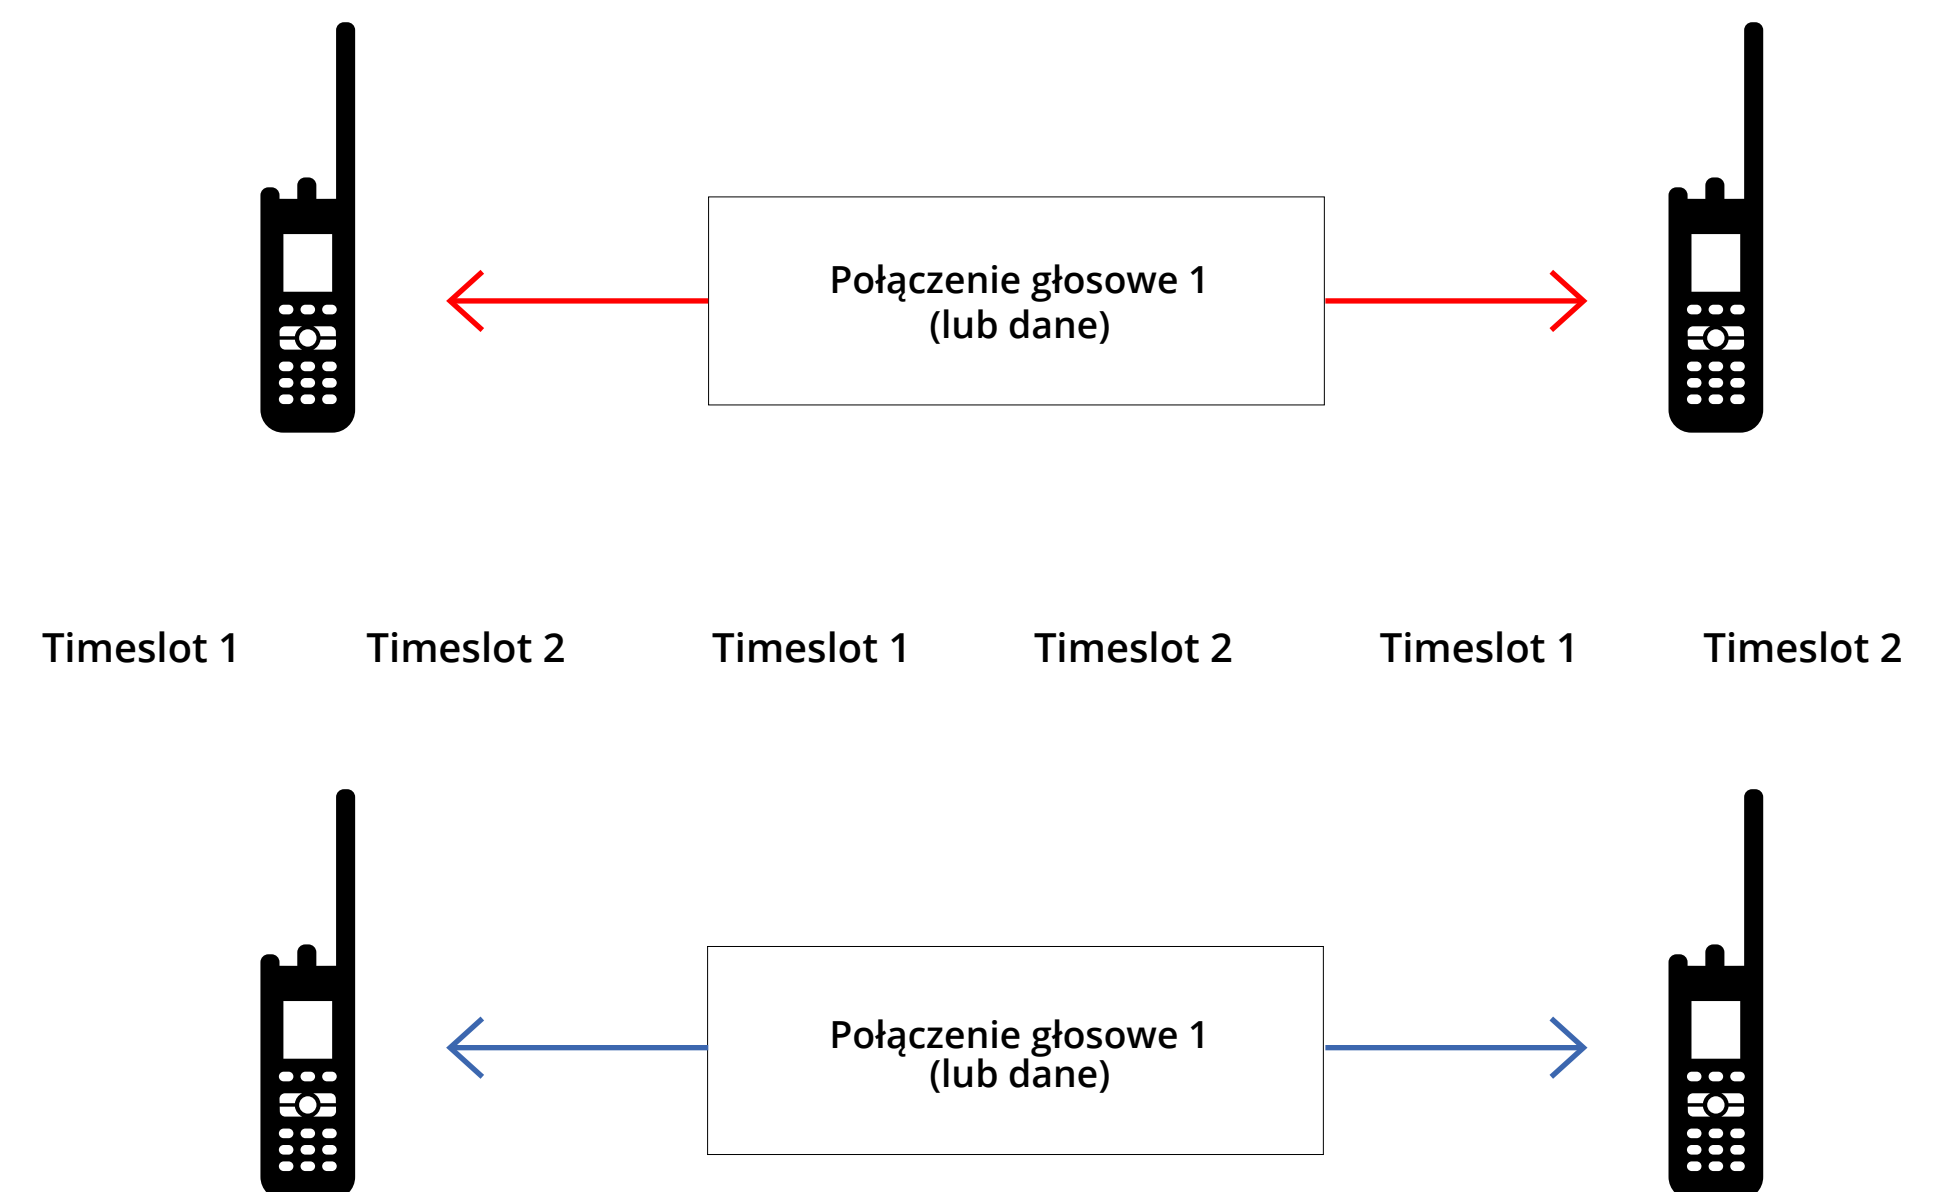 Połączenie głosowe 1
(lub dane)
Timeslot 1 Timeslot 2 Timeslot 1 Timeslot 2 Timeslot 1 Timeslot 2
Połączenie głosowe 1
(lub dane)